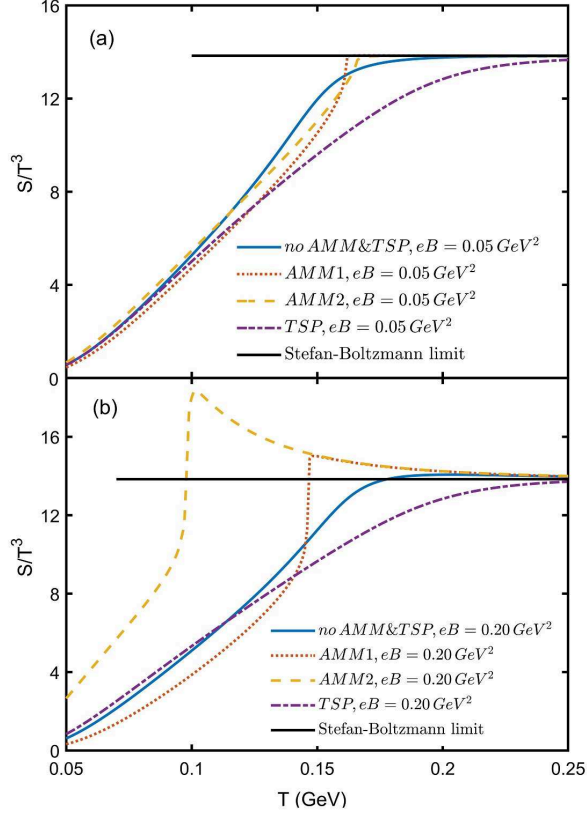 16
(a)
12
S/T³
8
no AMM&TSP, eB = 0.05 GeV²
AMM1, eB = 0.05 GeV²
4
AMM2, eB = 0.05 GeV²
TSP, eB = 0.05 GeV²
Stefan-Boltzmann limit
0
(b)
16
12
S/T³
8
no AMM&TSP, eB = 0.20 GeV²
AMM1, eB = 0.20 GeV²
4
AMM2, eB = 0.20 GeV²
TSP, eB = 0.20 GeV²
Stefan-Boltzmann limit
0
0.05 0.1 0.15 0.2 0.25
T (GeV)